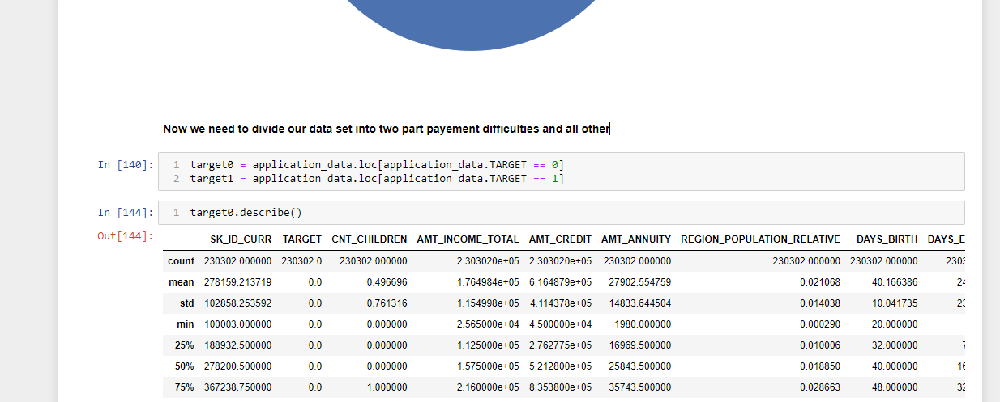 Now we need to divide our data set into two part payement difficulties and all other
In [140]: 1 target0 = application_data.loc[application_data.TARGET == 0]
2 target1 = application_data.loc[application_data.TARGET == 1]
In [144]: 1 target0.describe()
Out[144]:
SK_ID_CURR TARGET CNT_CHILDREN AMT_INCOME_TOTAL AMT_CREDIT AMT_ANNUITY REGION_POPULATION_RELATIVE DAYS_BIRTH DAYS_E
count 230302.000000 230302.0 230302.000000 2.303020e+05 2.303020e+05 230302.000000 230302.000000 230302.000000 2303
mean 278159.213719 0.0 0.496696 1.764984e+05 6.164879e+05 27902.554759 0.021068 40.166386 24
std 102858.253592 0.0 0.761316 1.154998e+05 4.114378e+05 14833.644504 0.014038 10.041735 23
min 100003.000000 0.0 0.000000 2.565000e+04 4.500000e+04 1980.000000 0.000290 20.000000
25% 188932.500000 0.0 0.000000 1.125000e+05 2.762775e+05 16969.500000 0.010006 32.000000 7
50% 278200.500000 0.0 0.000000 1.575000e+05 5.212800e+05 25843.500000 0.018850 40.000000 16
75% 367238.750000 0.0 1.000000 2.160000e+05 8.353800e+05 35743.500000 0.028663 48.000000 32